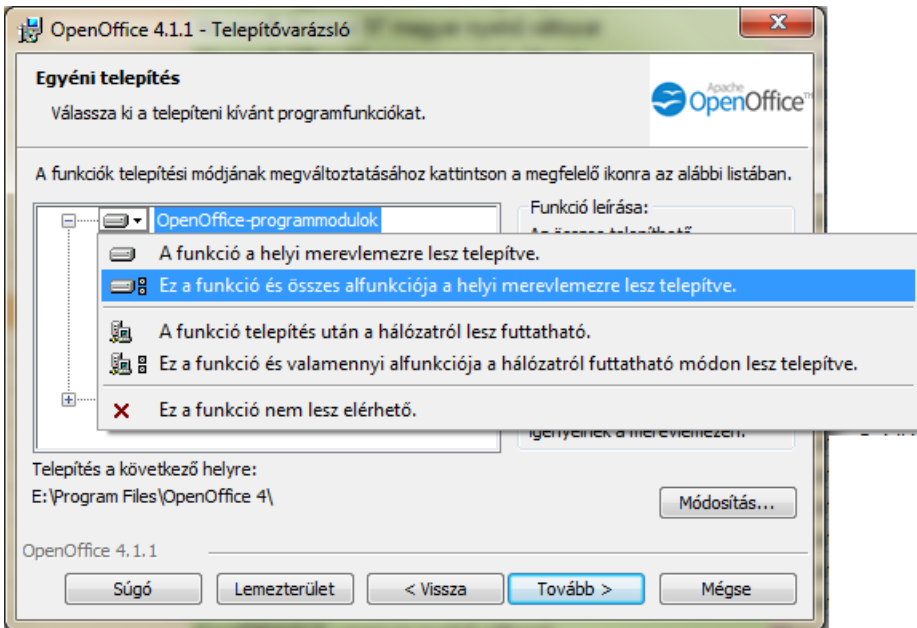 OpenOffice 4.1.1 - Telepítővarázsló
Egyéni telepítés
Válassza ki a telepíteni kívánt programfunkciókat.
Apache
OpenOffice™
A funkciók telepítési módjának megváltoztatásához kattintson a megfelelő ikonra az alábbi listában.
OpenOffice-programmodulok
Funkció leírása:
Az összes telepíthető
A funkció a helyi merevlemezre lesz telepítve.
Ez a funkció és összes alfunkciója a helyi merevlemezre lesz telepítve.
A funkció telepítés után a hálózatról lesz futtatható.
Ez a funkció és valamennyi alfunkciója a hálózatról futtatható módon lesz telepítve.
Ez a funkció nem lesz elérhető.
igényelnek a merevlemezen.
Telepítés a következő helyre:
E:\Program Files\OpenOffice 4\
Módosítás...
OpenOffice 4.1.1
Súgó
Lemezterület
< Vissza
Tovább >
Mégse